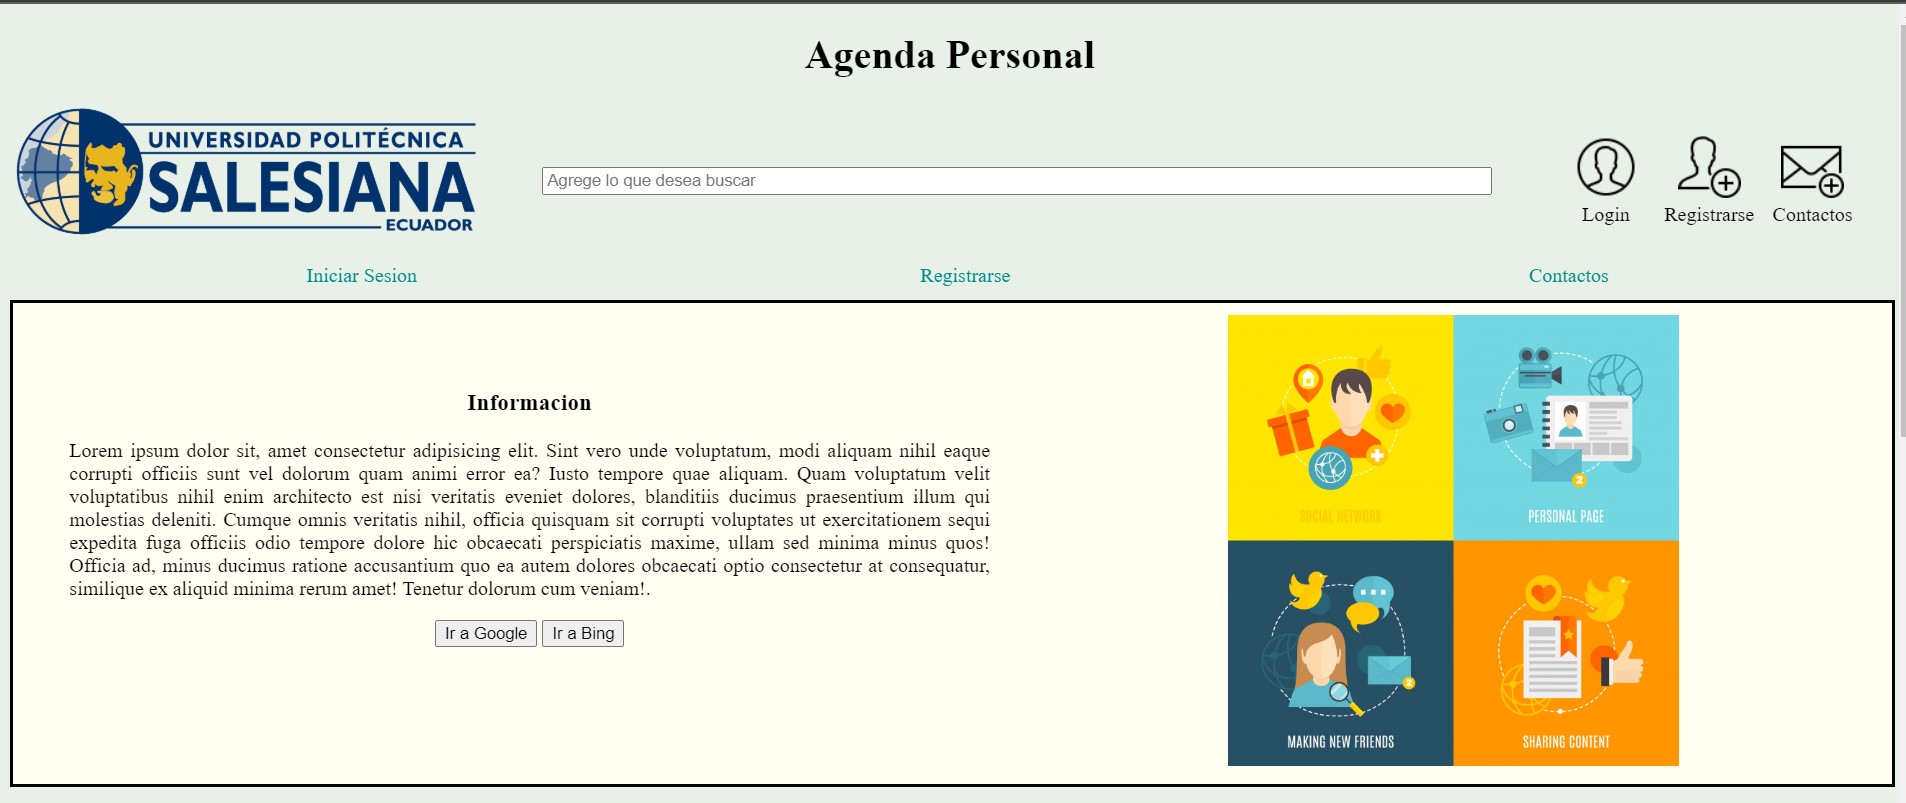 Agenda Personal
UNIVERSIDAD POLITÉCNICA
SALESIANA
ECUADOR
Agrege lo que desea buscar
Login
Registrarse
Contactos
Iniciar Sesion
Registrarse
Contactos
Informacion
Lorem ipsum dolor sit, amet consectetur adipisicing elit. Sint vero unde voluptatum, modi aliquam nihil eaque
corrupti officiis sunt vel dolorum quam animi error ea? Iusto tempore quae aliquam. Quam voluptatum velit
voluptatibus nihil enim architecto est nisi veritatis eveniet dolores, blanditiis ducimus praesentium illum qui
molestias deleniti. Cumque omnis veritatis nihil, officia quisquam sit corrupti voluptates ut exercitationem sequi
expedita fuga officiis odio tempore dolore hic obcaecati perspiciatis maxime, ullam sed minima minus quos!
Officia ad, minus ducimus ratione accusantium quo ea autem dolores obcaecati optio consectetur at consequatur,
similique ex aliquid minima rerum amet! Tenetur dolorum cum veniam!.
Ir a Google
Ir a Bing
SOCIAL NETWORK
2
PERSONAL PAGE
2
MAKING NEW FRIENDS
SHARING CONTENT